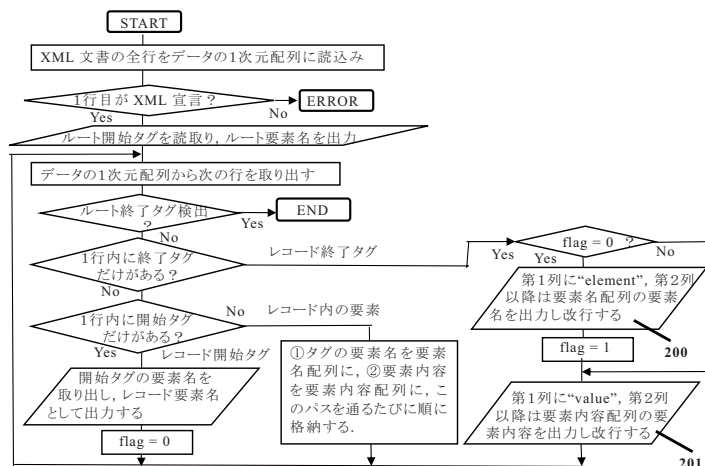 START
XML 文書の全行をデータの1次元配列に読込み
1行目が XML 宣言?
No
ERROR
Yes
ルート開始タグを読取り, ルート要素名を出力
データの1次元配列から次の行を取り出す
ルート終了タグ検出
?
Yes
END
No
1行内に終了タグ
だけがある?
レコード終了タグ
Yes
flag = 0 ?
No
Yes
第1列に“element”, 第2列
以降は要素名配列の要素
名を出力し改行する
200
flag = 1
第1列に“value”, 第2列
以降は要素内容配列の要
素内容を出力し改行する
201
No
1行内に開始タグ
だけがある?
No
レコード内の要素
①タグの要素名を要素
名配列に, ②要素内容
を要素内容配列に, こ
のパスを通るたびに順に
格納する.
Yes
レコード開始タグ
開始タグの要素名を
取り出し, レコード要素名
として出力する
flag = 0